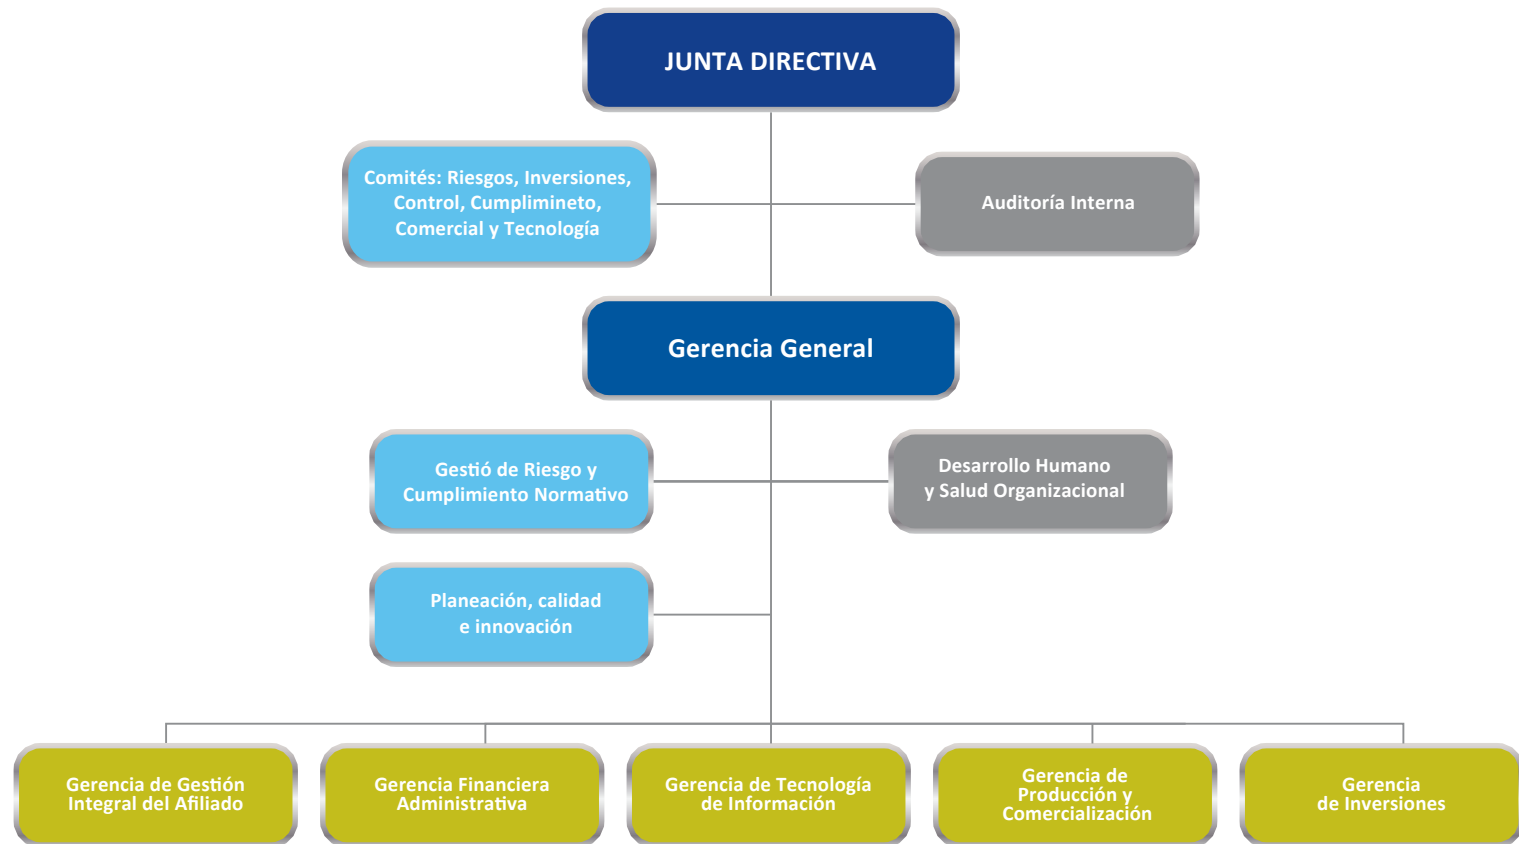 JUNTA DIRECTIVA
Comités: Riesgos, Inversiones,
Control, Cumplimineto,
Comercial y Tecnología
Auditoría Interna
Gerencia General
Gestió de Riesgo y
Cumplimiento Normativo
Desarrollo Humano
y Salud Organizacional
Planeación, calidad
e innovación
Gerencia de Gestión
Integral del Afiliado
Gerencia Financiera
Administrativa
Gerencia de Tecnología
de Información
Gerencia de
Producción y
Comercialización
Gerencia
de Inversiones